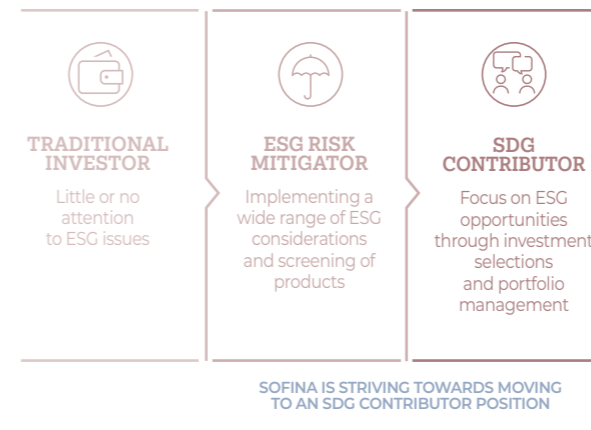 TRADITIONAL
INVESTOR
Little or no
attention
to ESG issues
ESG RISK
MITIGATOR
Implementing a
wide range of ESG
considerations
and screening of
products
SDG
CONTRIBUTOR
Focus on ESG
opportunities
through investment
selections
and portfolio
management
SOFINA IS STRIVING TOWARDS MOVING
TO AN SDG CONTRIBUTOR POSITION